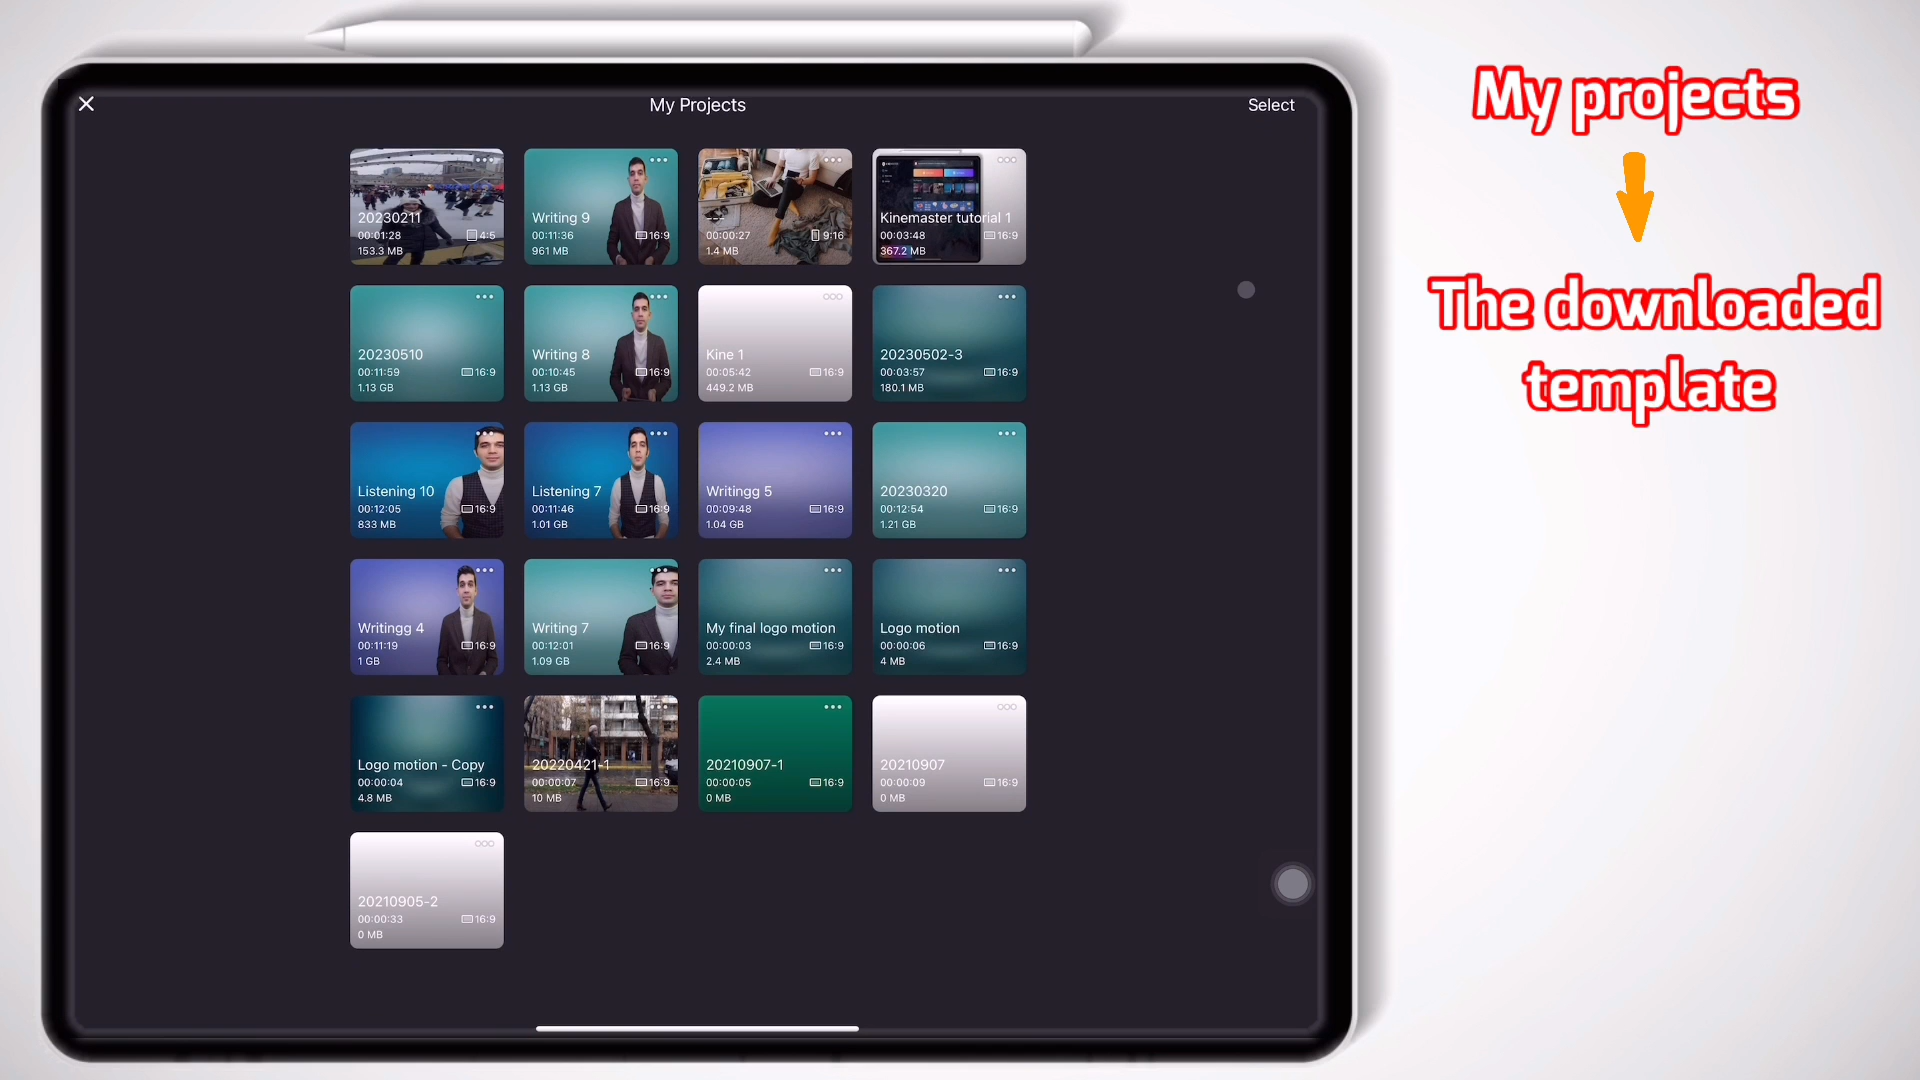 My Projects
Select
20230211
00:01:28
4:5
153.3 MB
Writing 9
00:11:36
16:9
961 MB
---
00:00:27
9:16
1.4 MB
Kinemaster tutorial 1
00:03:48
16:9
367.2 MB
20230510
00:11:59
16:9
1.13 GB
Writing 8
00:10:45
16:9
1.13 GB
Kine 1
00:05:42
16:9
449.2 MB
20230502-3
00:03:57
16:9
180.1 MB
Listening 10
00:12:05
16:9
833 MB
Listening 7
00:11:46
16:9
1.01 GB
Writingg 5
00:09:48
16:9
1.04 GB
20230320
00:12:54
16:9
1.21 GB
Writingg 4
00:11:19
16:9
1 GB
Writing 7
00:12:01
16:9
1.09 GB
My final logo motion
00:00:03
16:9
2.4 MB
Logo motion
00:00:06
16:9
4 MB
Logo motion - Copy
00:00:04
16:9
4.8 MB
20220421-1
00:00:07
16:9
10 MB
20210907-1
00:00:05
16:9
0 MB
20210907
00:00:09
16:9
0 MB
20210905-2
00:00:33
16:9
0 MB
My projects
The downloaded
template